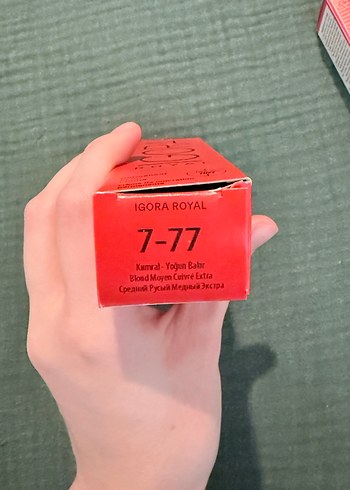 IGORA ROYAL
7-77
Kumral - Yoğun Bakır
Blond Moyen Cuivré Extra
Средний Русый Медный Экстра